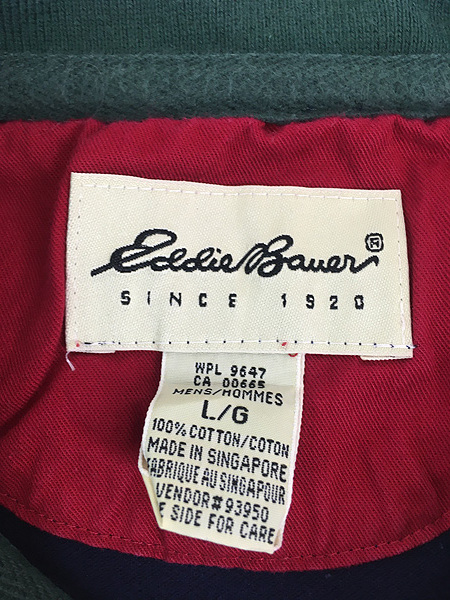 Eddie Bauer ®
SINCE 1920
WPL 9647
CA 00665
MENS/HOMMES
L/G
100% COTTON/COTON
MADE IN SINGAPORE
FABRIQUE AU SINGAPOUR
VENDOR#93950
E SIDE FOR CARE